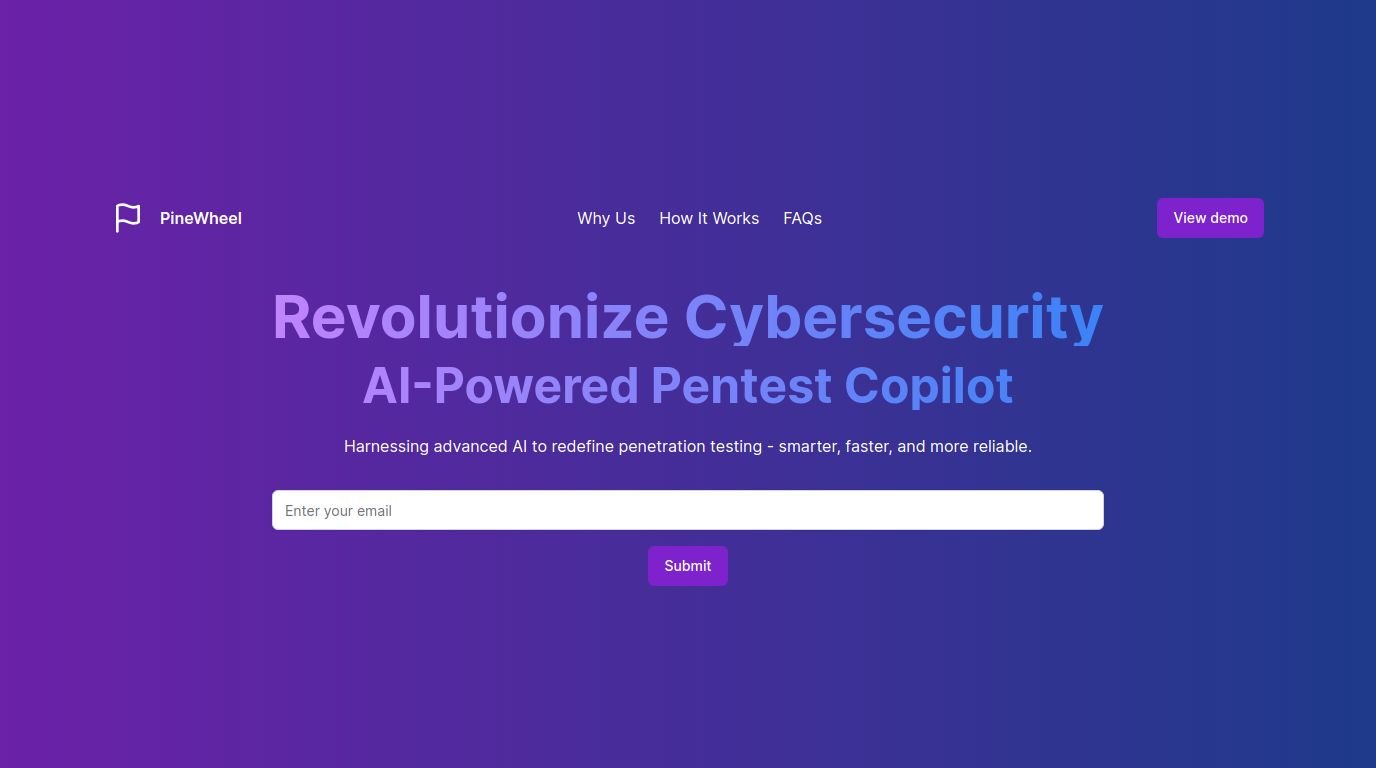 PineWheel
Why Us
How It Works
FAQs
View demo
Revolutionize Cybersecurity
AI-Powered Pentest Copilot
Harnessing advanced AI to redefine penetration testing - smarter, faster, and more reliable.
Enter your email
Submit